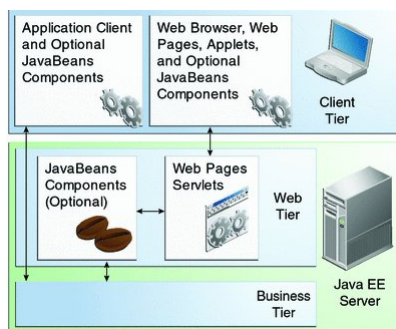 Application Client
and Optional
JavaBeans
Components
Web Browser, Web
Pages, Applets,
and Optional
JavaBeans
Components
Client
Tier
JavaBeans
Components
(Optional)
Web Pages
Servlets
Web
Tier
Java EE
Server
Business
Tier